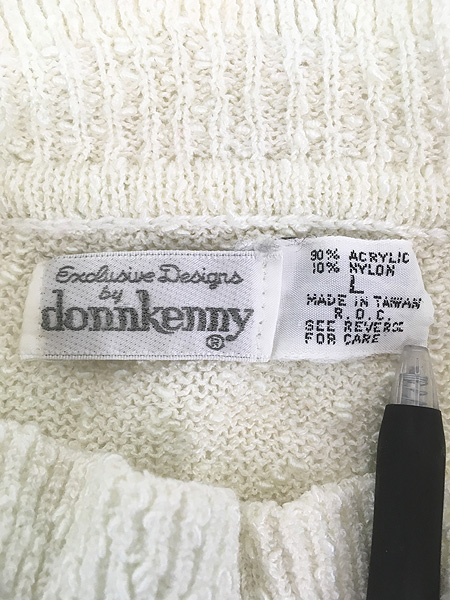 Exclusive Designs
by
donnkenny
®
90% ACRYLIC
10% NYLON
L
MADE IN TAIWAN
R.O.C.
SEE REVERSE
FOR CARE